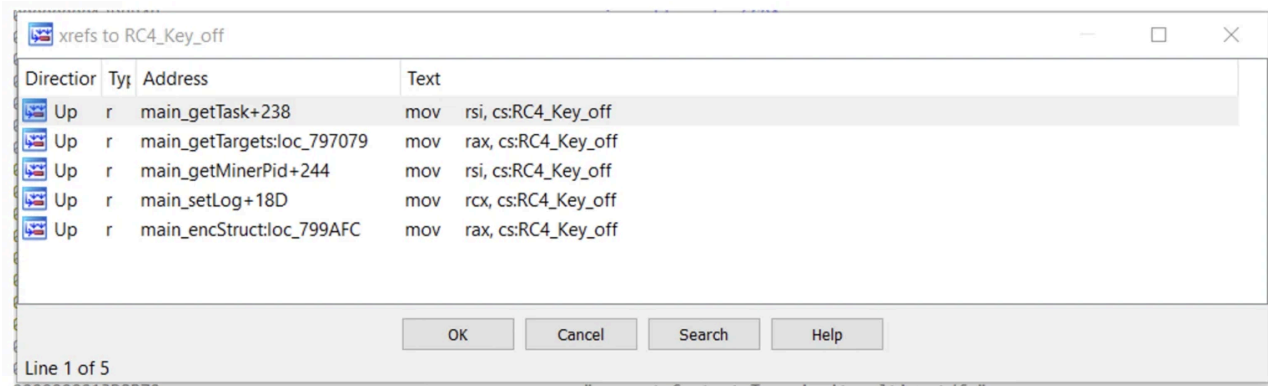 xrefs to RC4_Key_off
Directior Typ Address Text
Up r main_getTask+238 mov rsi, cs:RC4_Key_off
Up r main_getTargets:loc_797079 mov rax, cs:RC4_Key_off
Up r main_getMinerPid+244 mov rsi, cs:RC4_Key_off
Up r main_setLog+18D mov rcx, cs:RC4_Key_off
Up r main_encStruct:loc_799AFC mov rax, cs:RC4_Key_off
OK Cancel Search Help
Line 1 of 5